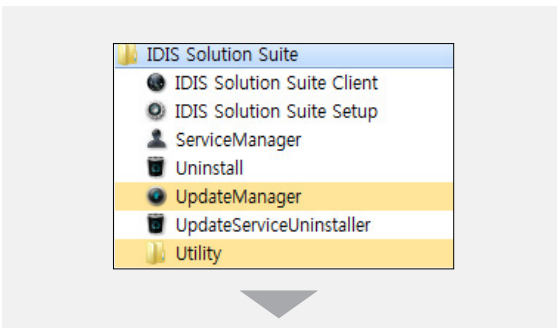 IDIS Solution Suite
IDIS Solution Suite Client
IDIS Solution Suite Setup
ServiceManager
Uninstall
UpdateManager
UpdateServiceUninstaller
Utility